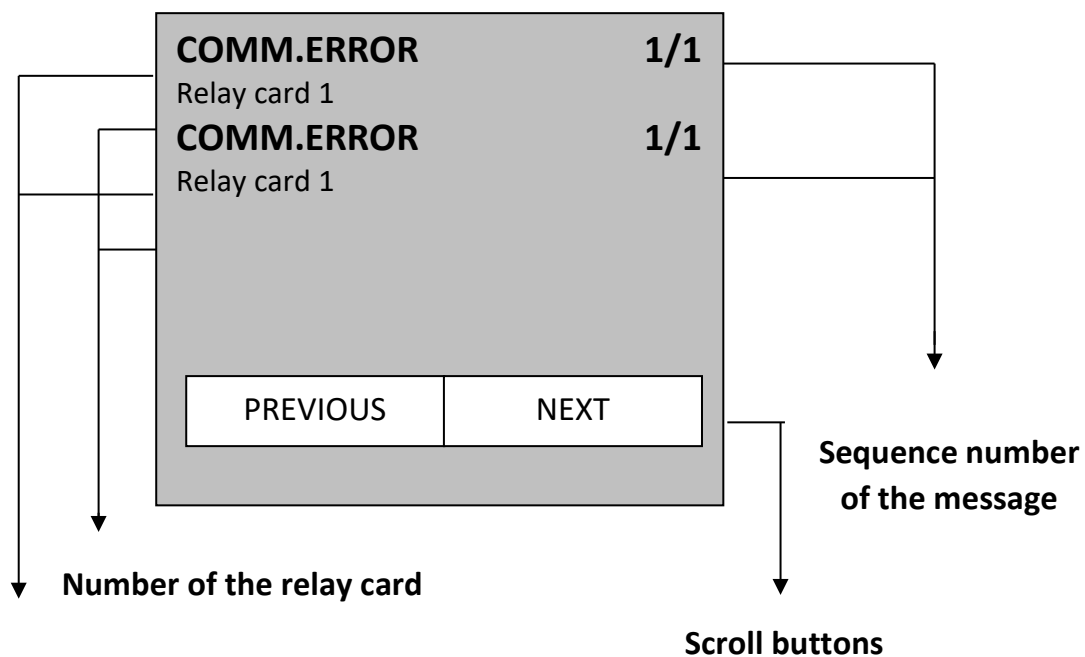 COMM.ERROR 1/1
Relay card 1
COMM.ERROR 1/1
Relay card 1
PREVIOUS NEXT
Sequence number
of the message
Number of the relay card
Scroll buttons